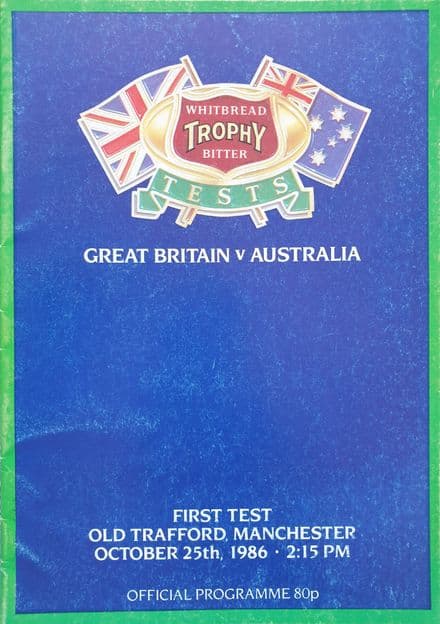 WHITBREAD
TROPHY
BITTER
TESTS
GREAT BRITAIN V AUSTRALIA
FIRST TEST
OLD TRAFFORD, MANCHESTER
OCTOBER 25th, 1986 · 2:15 PM
OFFICIAL PROGRAMME 80p